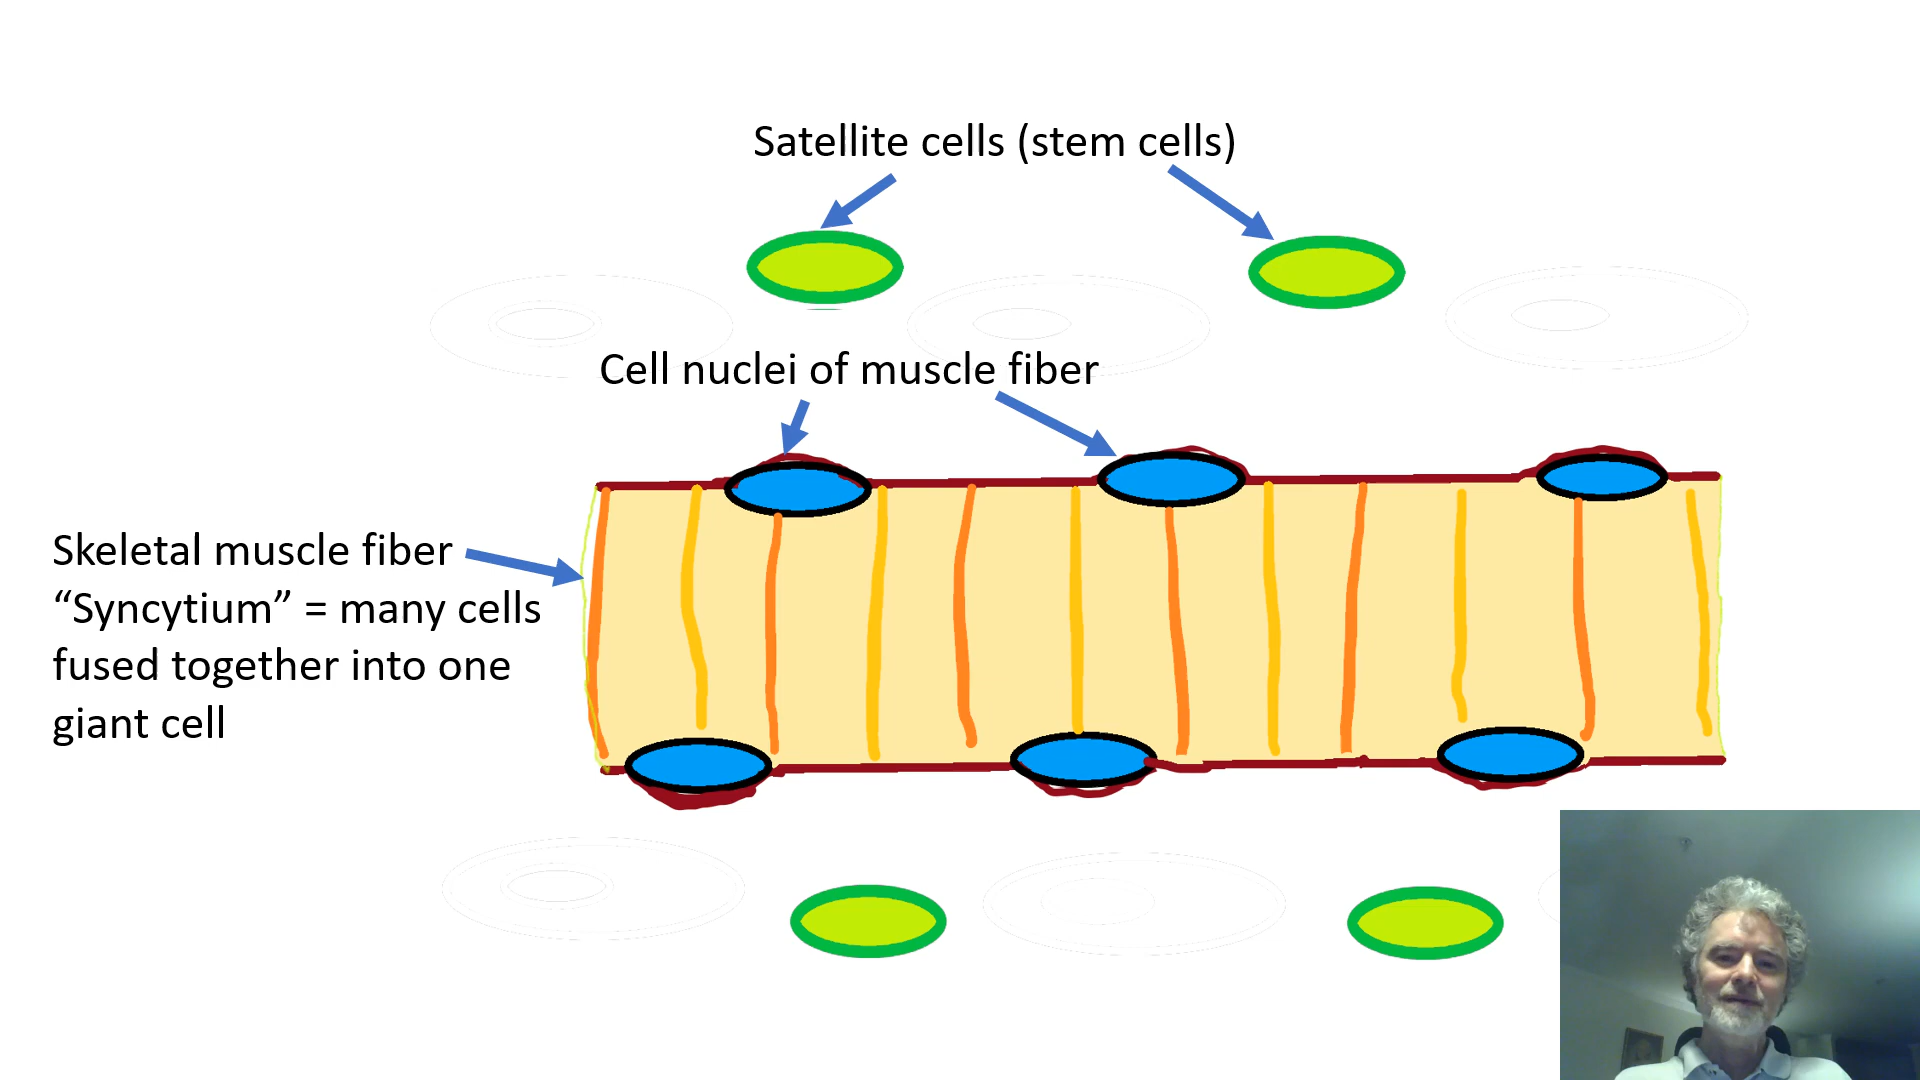 Satellite cells (stem cells)
Cell nuclei of muscle fiber
Skeletal muscle fiber
“Syncytium” = many cells
fused together into one
giant cell